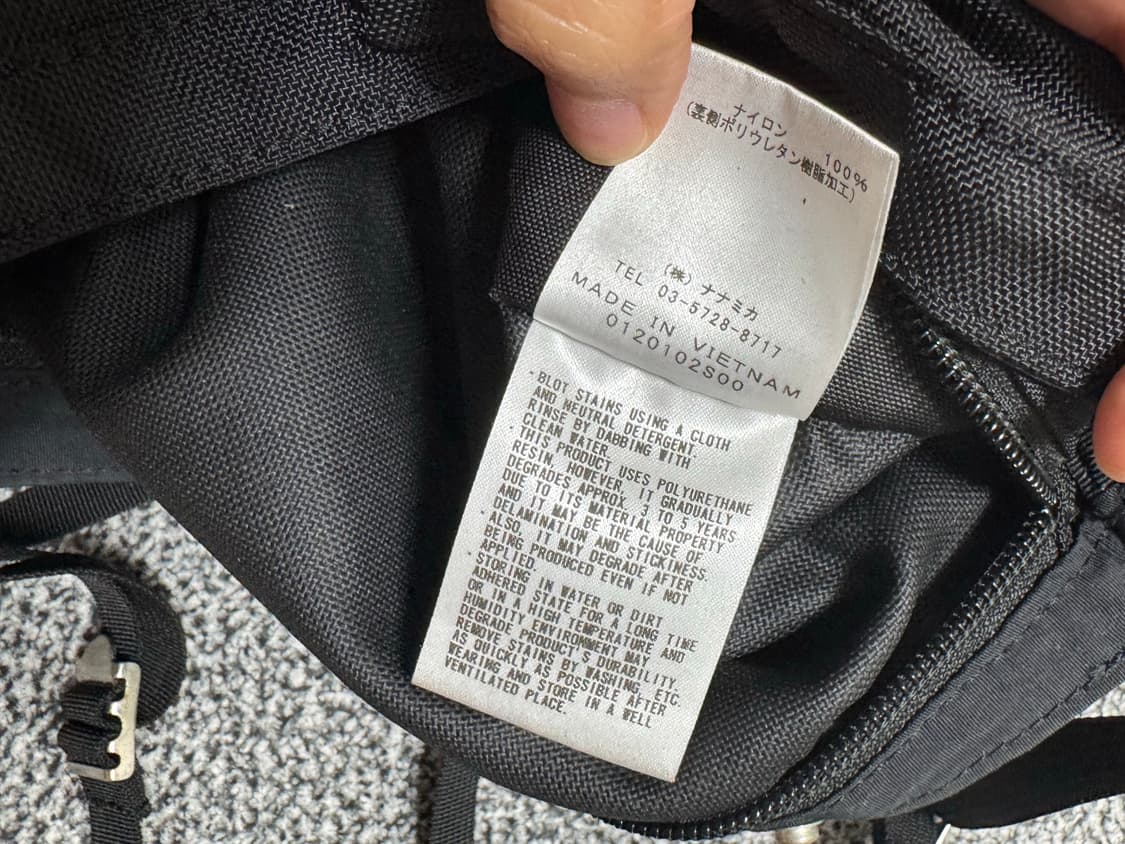 ナイロン 100%
(裏側ポリウレタン樹脂加工)
(株) ナナミカ
TEL 03-5728-8717
MADE IN VIETNAM
0120102S00
・BLOT STAINS USING A CLOTH
AND NEUTRAL DETERGENT.
RINSE BY DABBING WITH
CLEAN WATER.
・THIS PRODUCT USES POLYURETHANE
RESIN. HOWEVER, IT GRADUALLY
DEGRADES APPROX. 3 TO 5 YEARS
DUE TO ITS MATERIAL PROPERTY
AND IT MAY BE THE CAUSE OF
DELAMINATION AND STICKINESS.
ALSO, IT MAY DEGRADE AFTER
BEING PRODUCED EVEN IF NOT
APPLIED.
STORING IN WATER OR DIRT
ADHERED STATE FOR A LONG TIME
OR IN A HIGH TEMPERATURE AND
HUMIDITY ENVIRONMENT MAY
DEGRADE PRODUCT'S DURABILITY.
REMOVE STAINS BY WASHING, ETC.
AS QUICKLY AS POSSIBLE AFTER
WEARING AND STORE IN A WELL
VENTILATED PLACE.